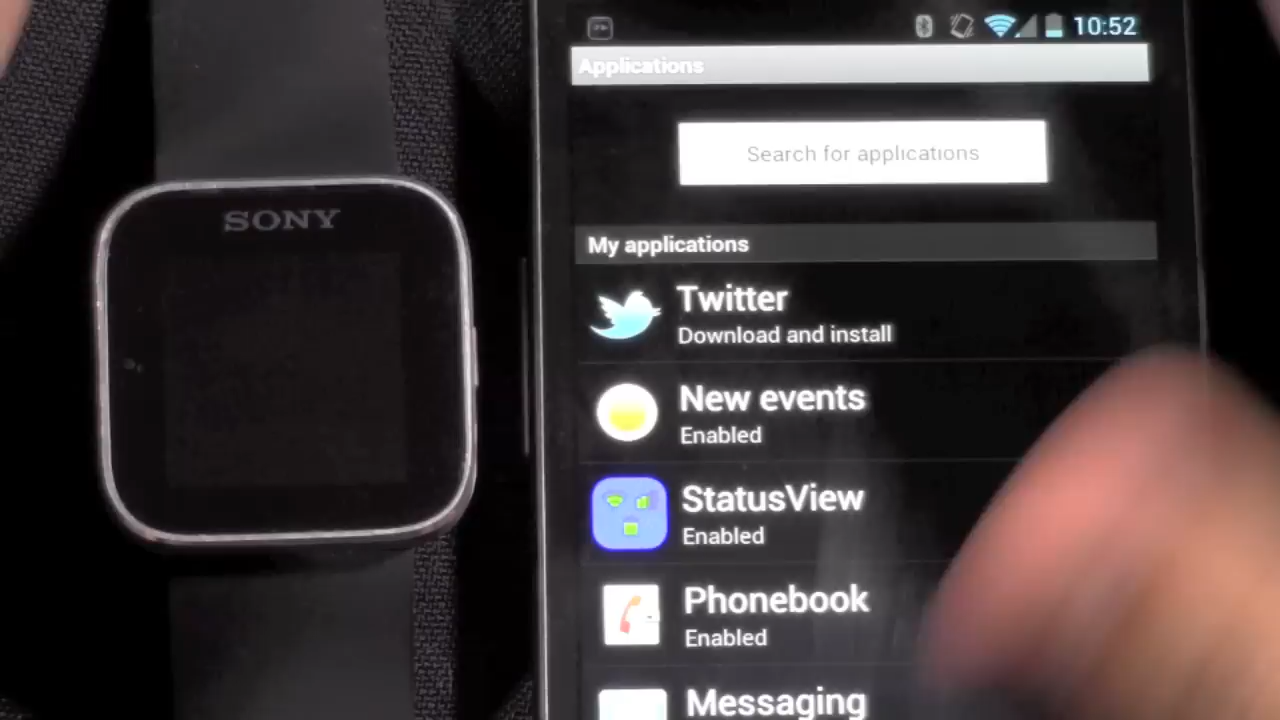 SONY
10:52
Applications
Search for applications
My applications
Twitter
Download and install
New events
Enabled
StatusView
Enabled
Phonebook
Enabled
Messaging